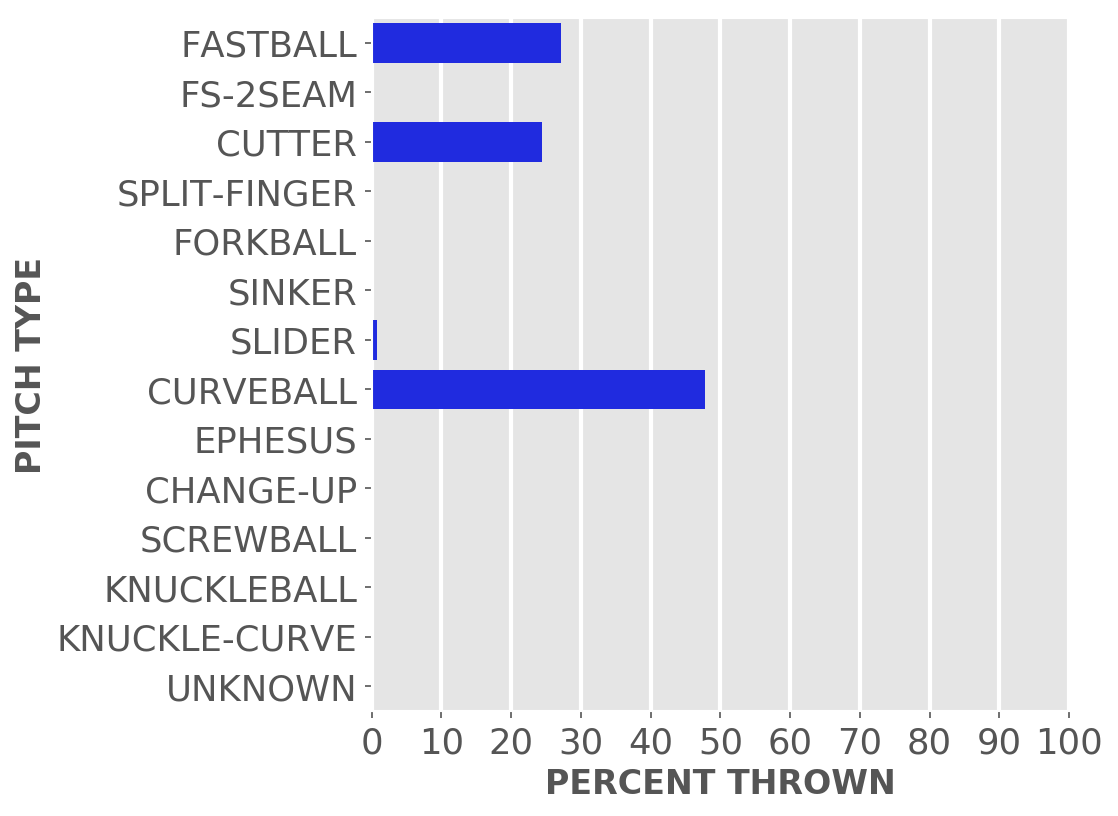 FASTBALL
FS-2SEAM
CUTTER
SPLIT-FINGER
FORKBALL
SINKER
SLIDER
CURVEBALL
EPHESUS
CHANGE-UP
SCREWBALL
KNUCKLEBALL
KNUCKLE-CURVE
UNKNOWN
PITCH TYPE
0 10 20 30 40 50 60 70 80 90 100
PERCENT THROWN